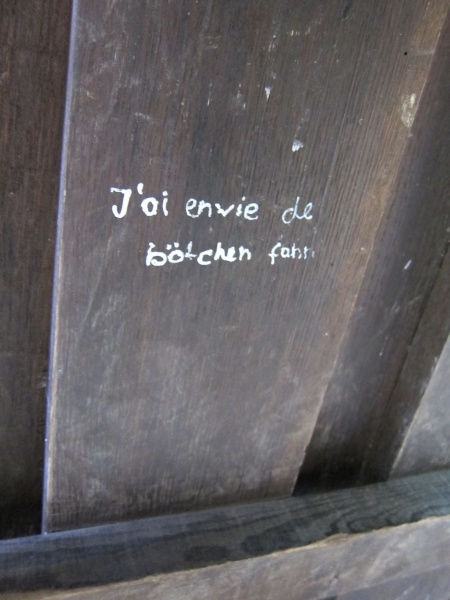 J'ai envie de
bötchen fahn